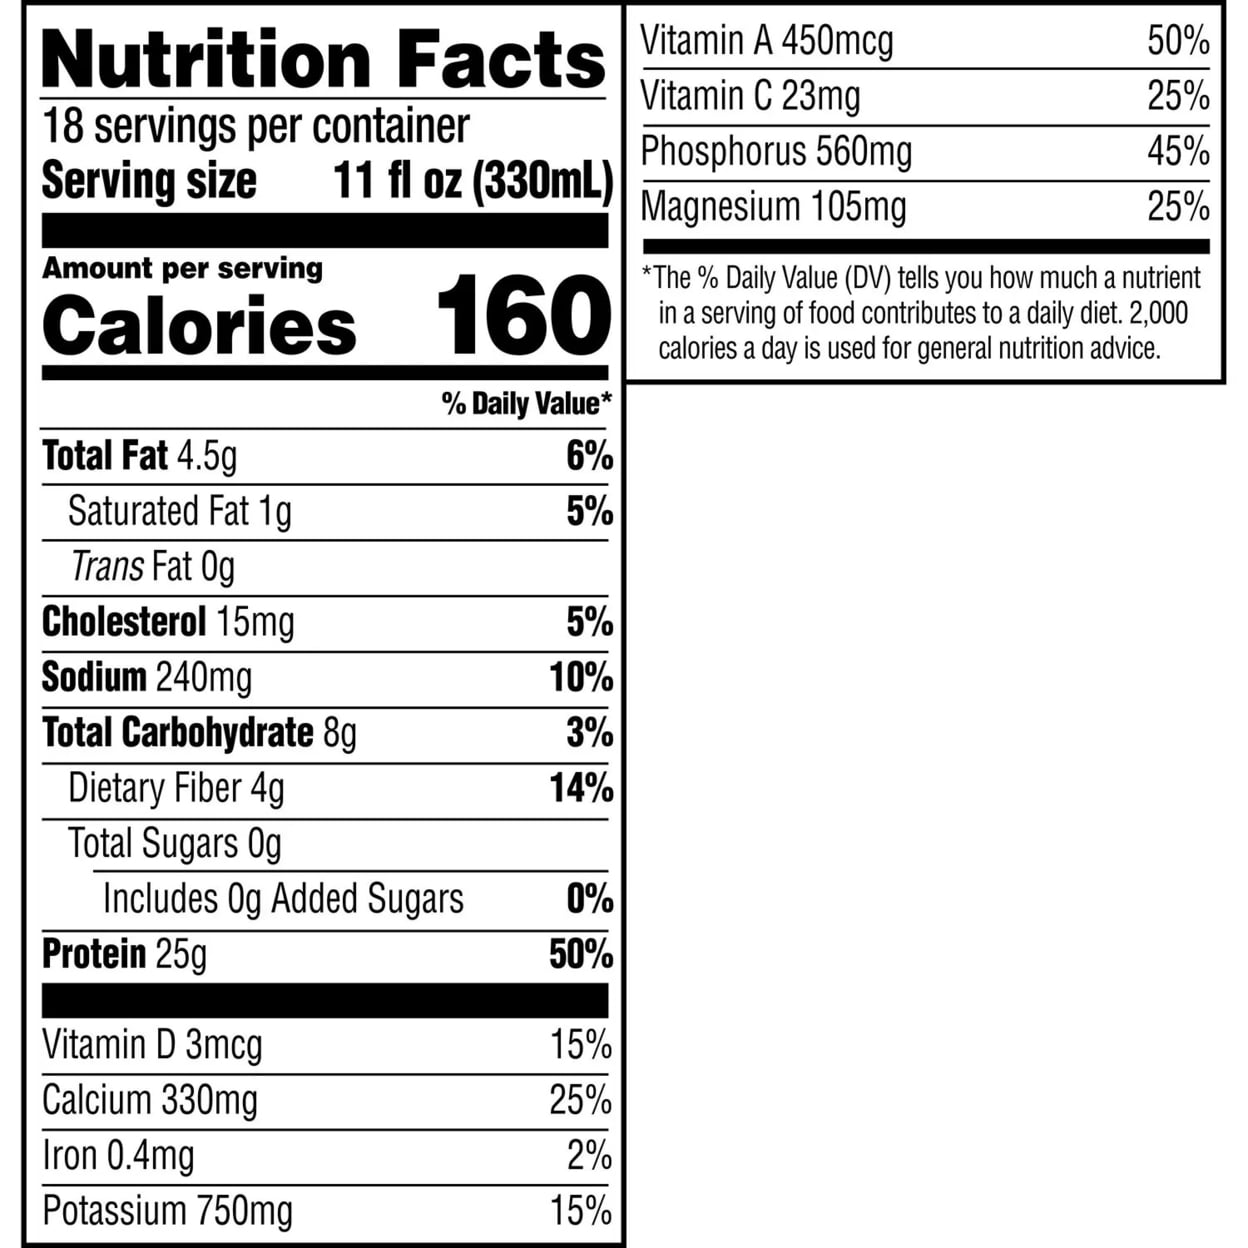 Nutrition Facts
18 servings per container
Serving size 11 fl oz (330mL)
Amount per serving
Calories 160
% Daily Value*
Total Fat 4.5g 6%
Saturated Fat 1g 5%
Trans Fat 0g
Cholesterol 15mg 5%
Sodium 240mg 10%
Total Carbohydrate 8g 3%
Dietary Fiber 4g 14%
Total Sugars 0g
Includes 0g Added Sugars 0%
Protein 25g 50%
Vitamin D 3mcg 15%
Calcium 330mg 25%
Iron 0.4mg 2%
Potassium 750mg 15%
Vitamin A 450mcg 50%
Vitamin C 23mg 25%
Phosphorus 560mg 45%
Magnesium 105mg 25%
*The % Daily Value (DV) tells you how much a nutrient
in a serving of food contributes to a daily diet. 2,000
calories a day is used for general nutrition advice.